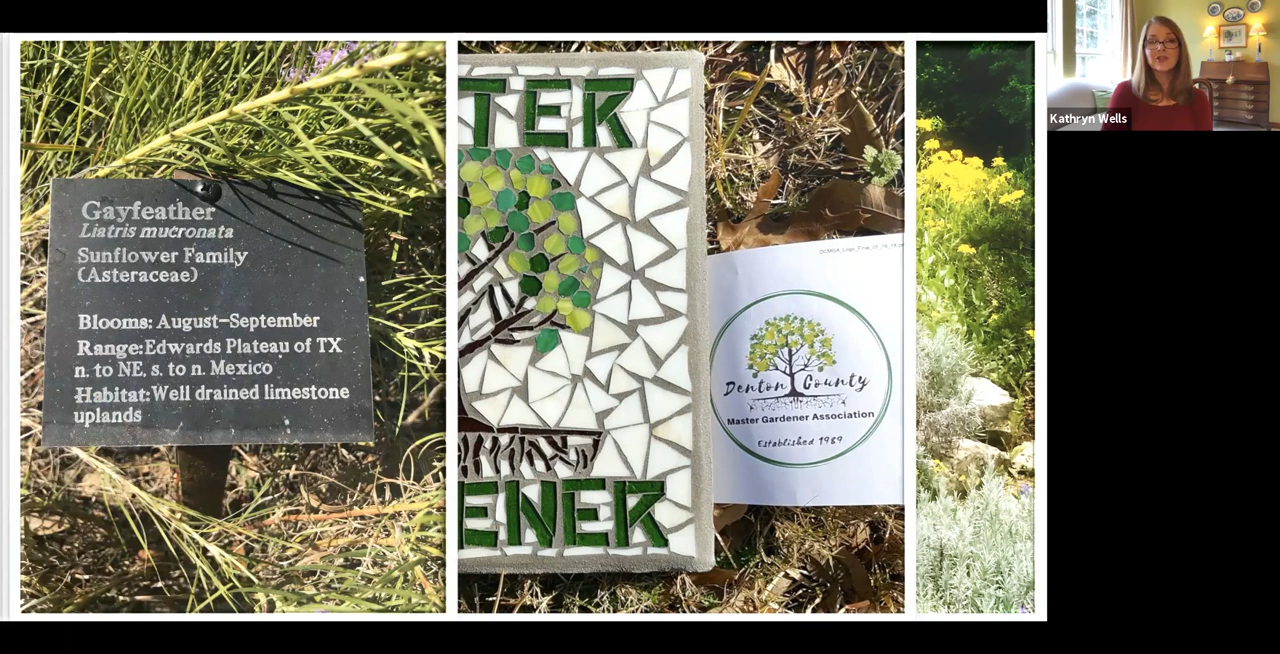 Gayfeather
Liatris mucronata
Sunflower Family
(Asteraceae)
Blooms: August–September
Range: Edwards Plateau of TX
n. to NE, s. to n. Mexico
Habitat: Well drained limestone
uplands
TER
ENER
Denton County
Master Gardener Association
Established 1989
Kathryn Wells